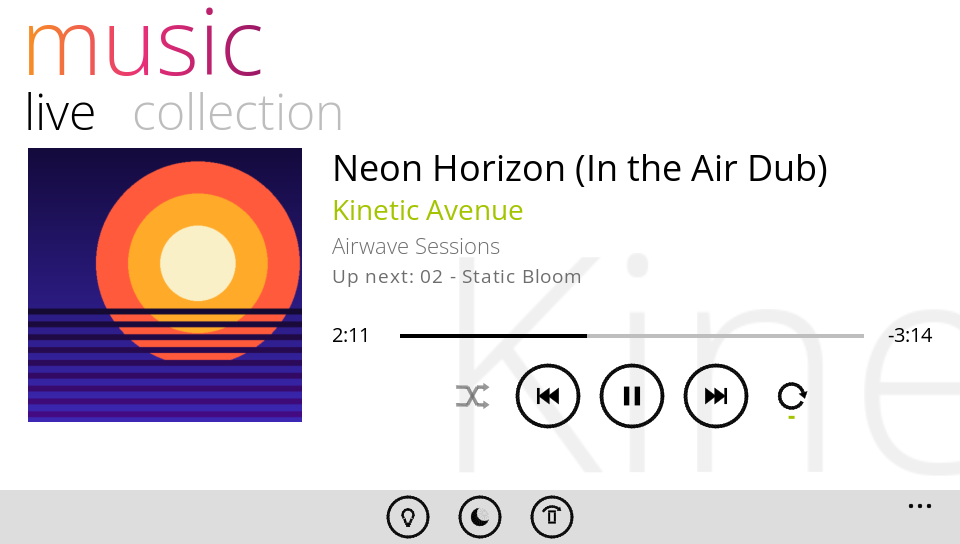 music
live collection
Neon Horizon (In the Air Dub)
Kinetic Avenue
Airwave Sessions
Up next: 02 - Static Bloom
2:11 -3:14
Kine